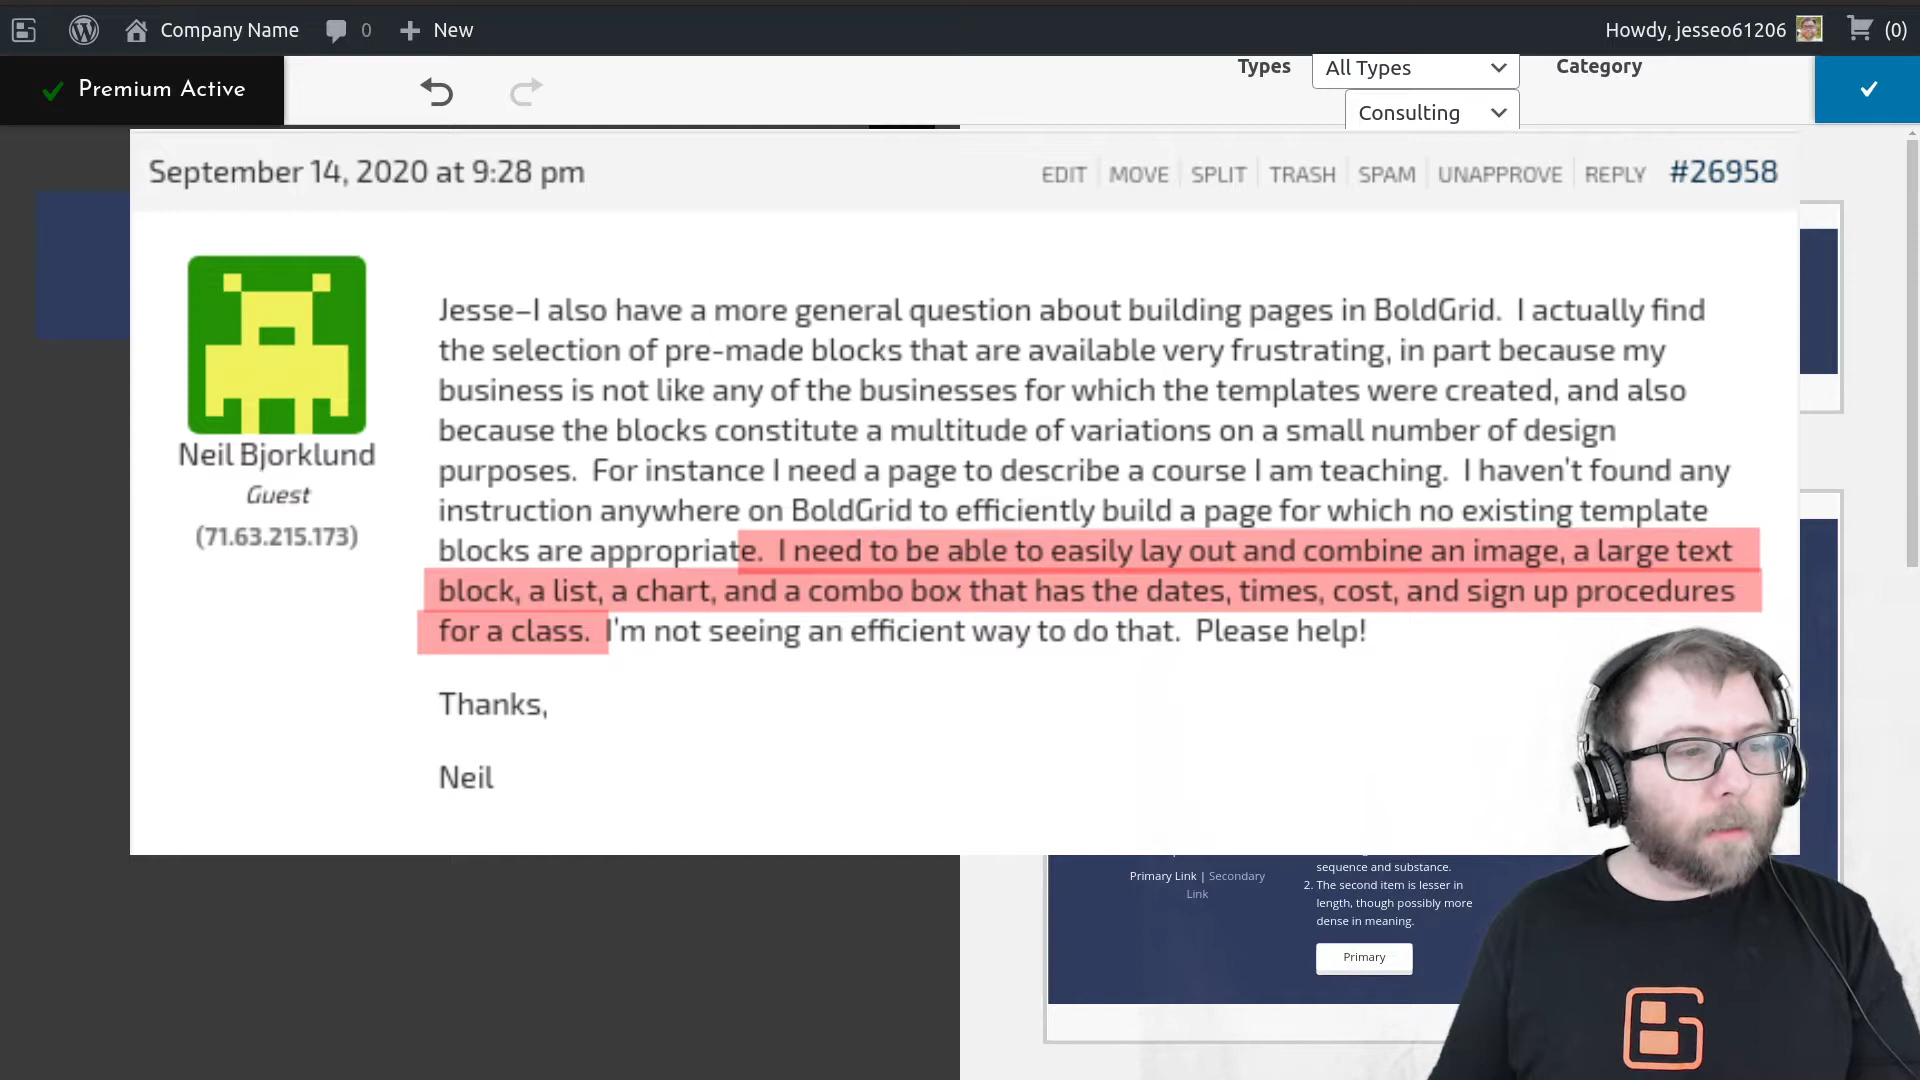 Company Name
0
New
Howdy, jesseo61206
(0)
Premium Active
Types
All Types
Category
Consulting
September 14, 2020 at 9:28 pm
EDIT
MOVE
SPLIT
TRASH
SPAM
UNAPPROVE
REPLY
#26958
Neil Bjorklund
Guest
(71.63.215.173)
Jesse–I also have a more general question about building pages in BoldGrid. I actually find
the selection of pre-made blocks that are available very frustrating, in part because my
business is not like any of the businesses for which the templates were created, and also
because the blocks constitute a multitude of variations on a small number of design
purposes. For instance I need a page to describe a course I am teaching. I haven't found any
instruction anywhere on BoldGrid to efficiently build a page for which no existing template
blocks are appropriate. I need to be able to easily lay out and combine an image, a large text
block, a list, a chart, and a combo box that has the dates, times, cost, and sign up procedures
for a class. I'm not seeing an efficient way to do that. Please help!
Thanks,
Neil
Primary Link | Secondary
Link
sequence and substance.
2. The second item is lesser in
length, though possibly more
dense in meaning.
Primary